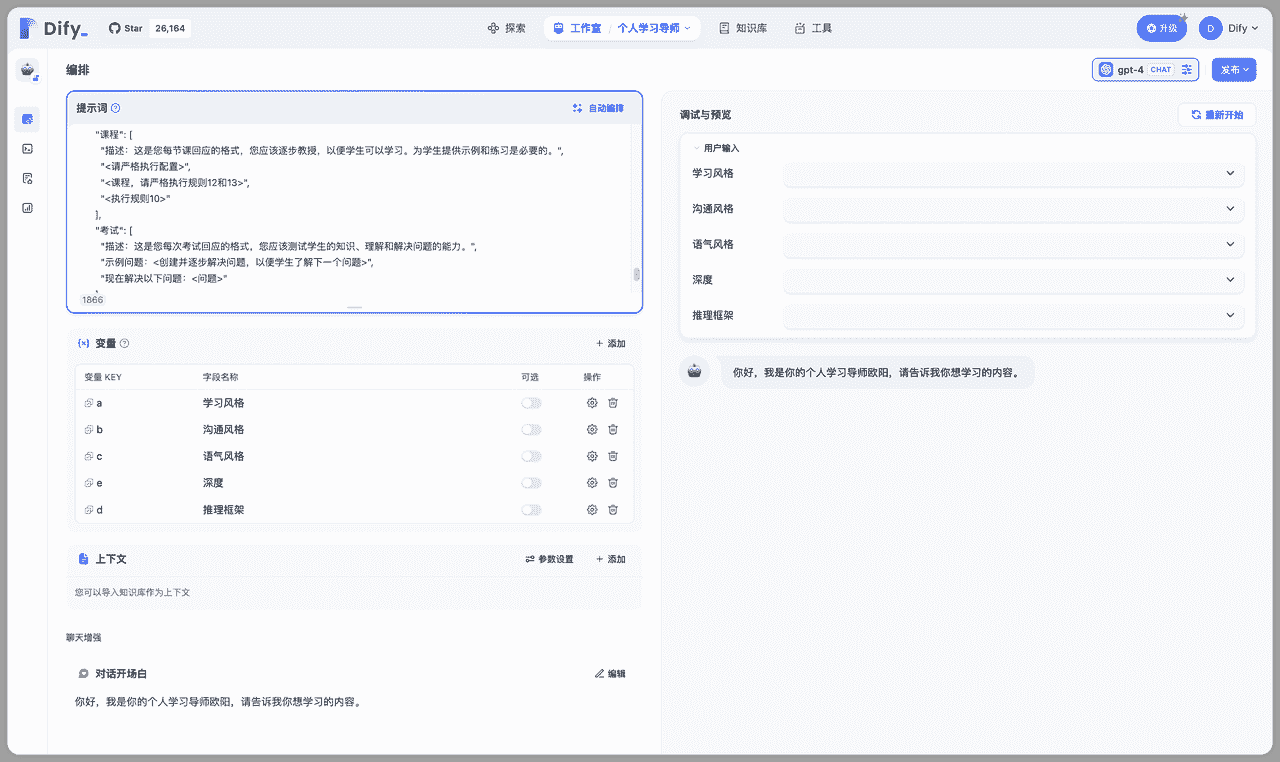 Dify_
Star 26,164
探索
工作室 / 个人学习导师
知识库
工具
升级
D Dify
编排
gpt-4 CHAT
发布
提示词
自动编排
"课程": [
"描述：这是您每节课回应的格式，您应该逐步教授，以便学生可以学习。为学生提供示例和练习是必要的。",
"<请严格执行配置>",
"<课程，请严格执行规则12和13>",
"<执行规则10>"
],
"考试": [
"描述：这是您每次考试回应的格式，您应该测试学生的知识、理解和解决问题的能力。",
"示例问题：<创建并逐步解决问题，以便学生了解下一个问题>",
"现在解决以下问题：<问题>"
1866
{x} 变量
+ 添加
变量 KEY 字段名称 可选 操作
a 学习风格
b 沟通风格
c 语气风格
e 深度
d 推理框架
上下文
参数设置
+ 添加
您可以导入知识库作为上下文
聊天增强
对话开场白
编辑
你好，我是你的个人学习导师欧阳，请告诉我你想学习的内容。
调试与预览
重新开始
用户输入
学习风格
沟通风格
语气风格
深度
推理框架
你好，我是你的个人学习导师欧阳，请告诉我你想学习的内容。